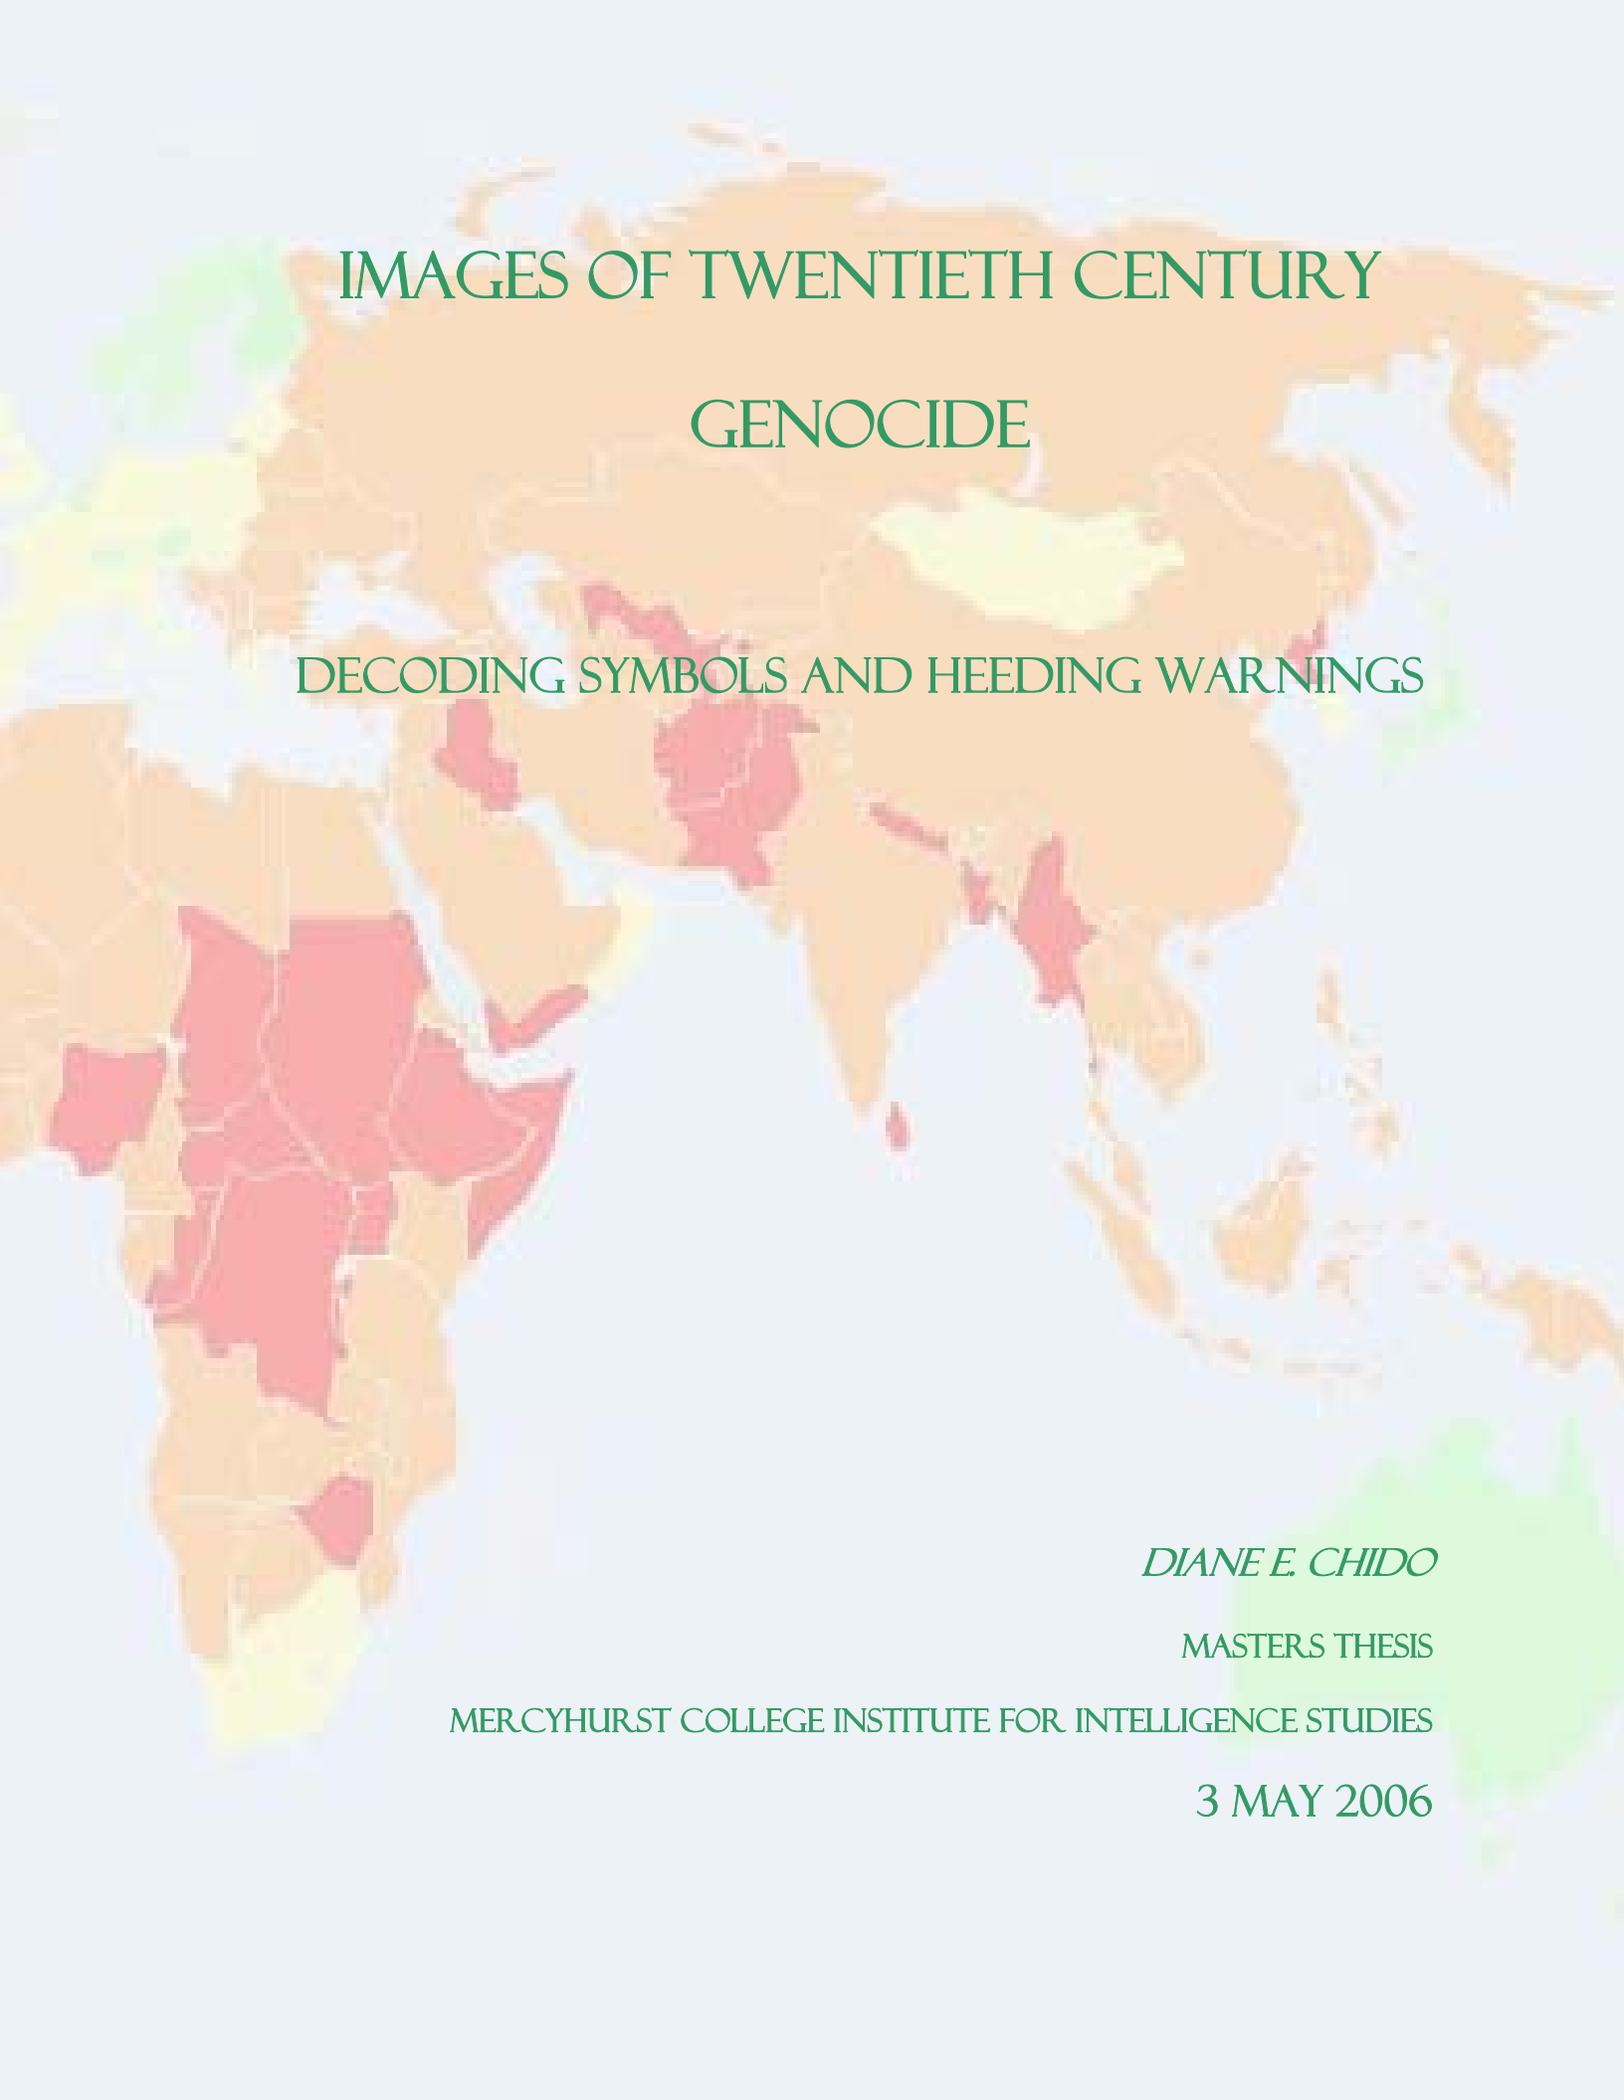 IMAGES OF TWENTIETH CENTURY
GENOCIDE
DECODING SYMBOLS AND HEEDING WARNINGS
DIANE E. CHIDO
MASTERS THESIS
MERCYHURST COLLEGE INSTITUTE FOR INTELLIGENCE STUDIES
3 MAY 2006